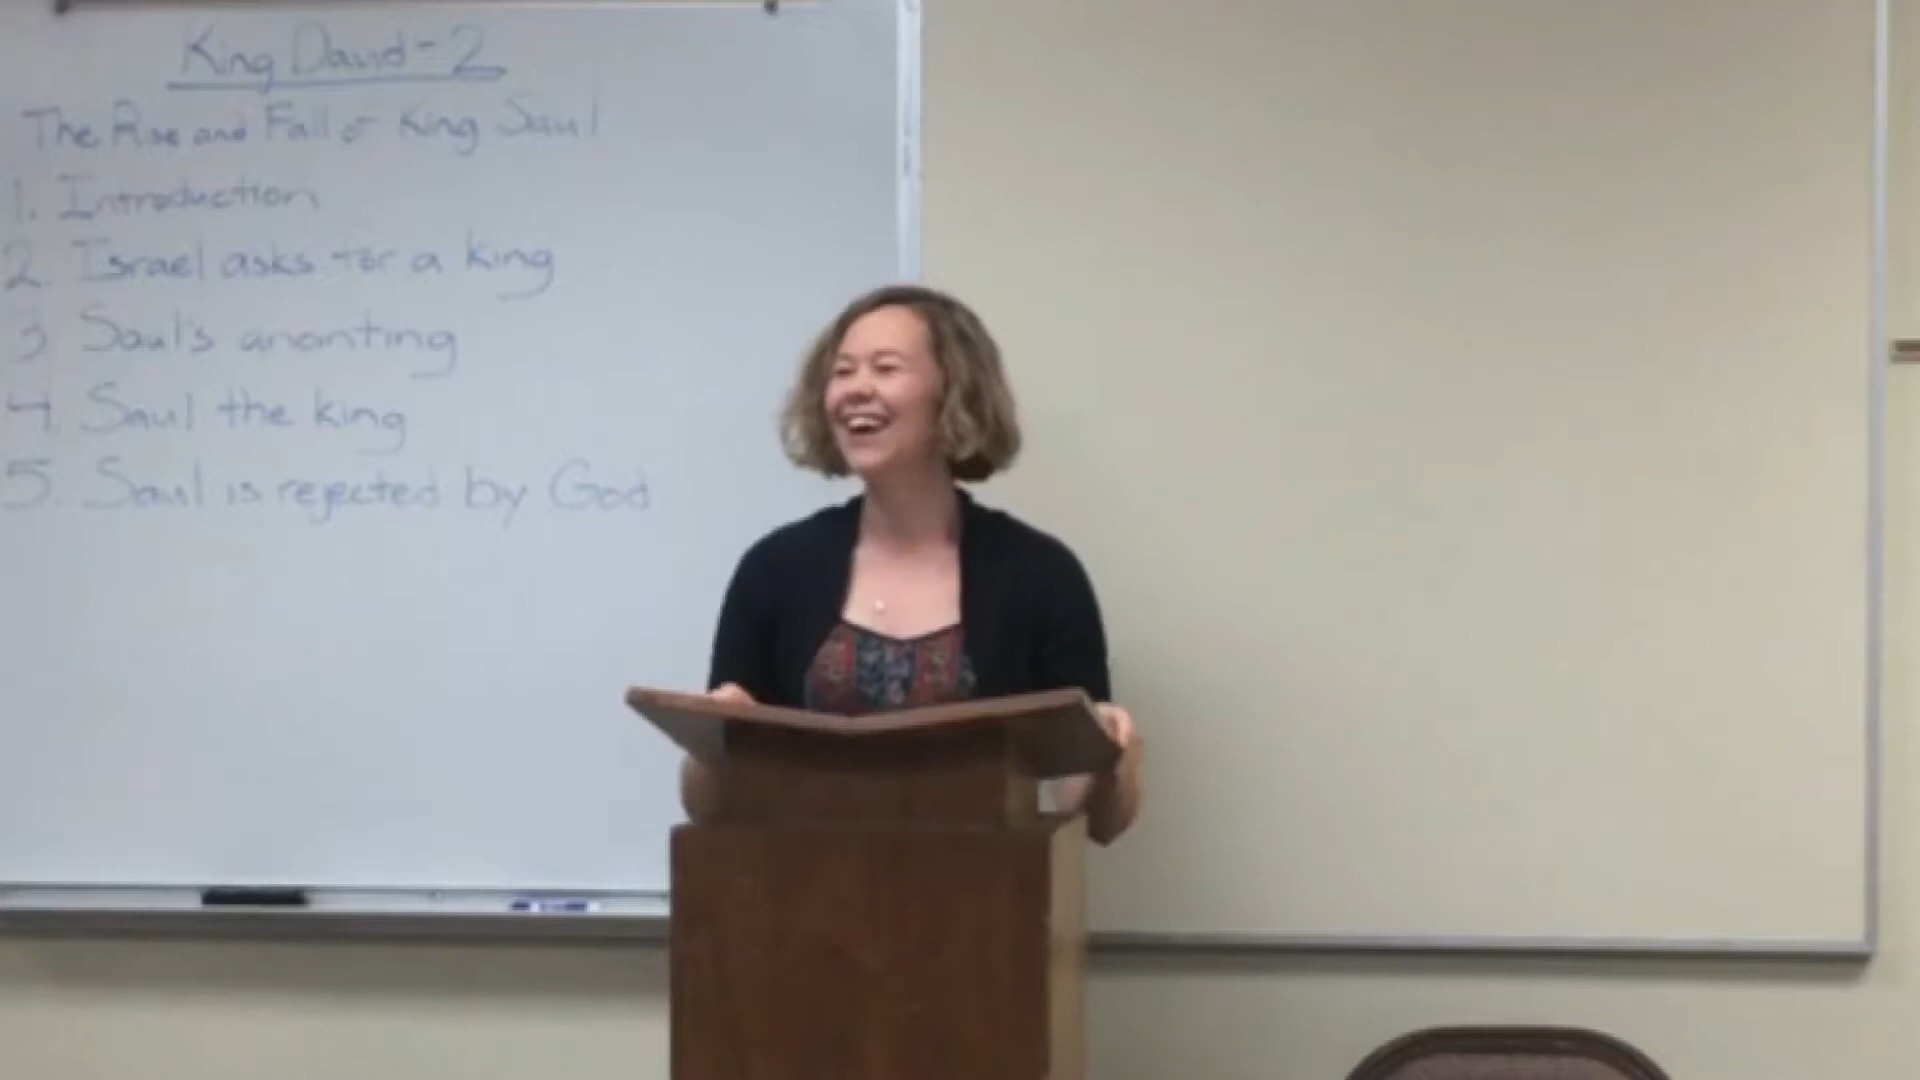 King David - 2
The Rise and Fall of King Saul
1. Introduction
2 Israel asks for a king
3 Saul's anointing
4. Saul the king
5. Saul is rejected by God